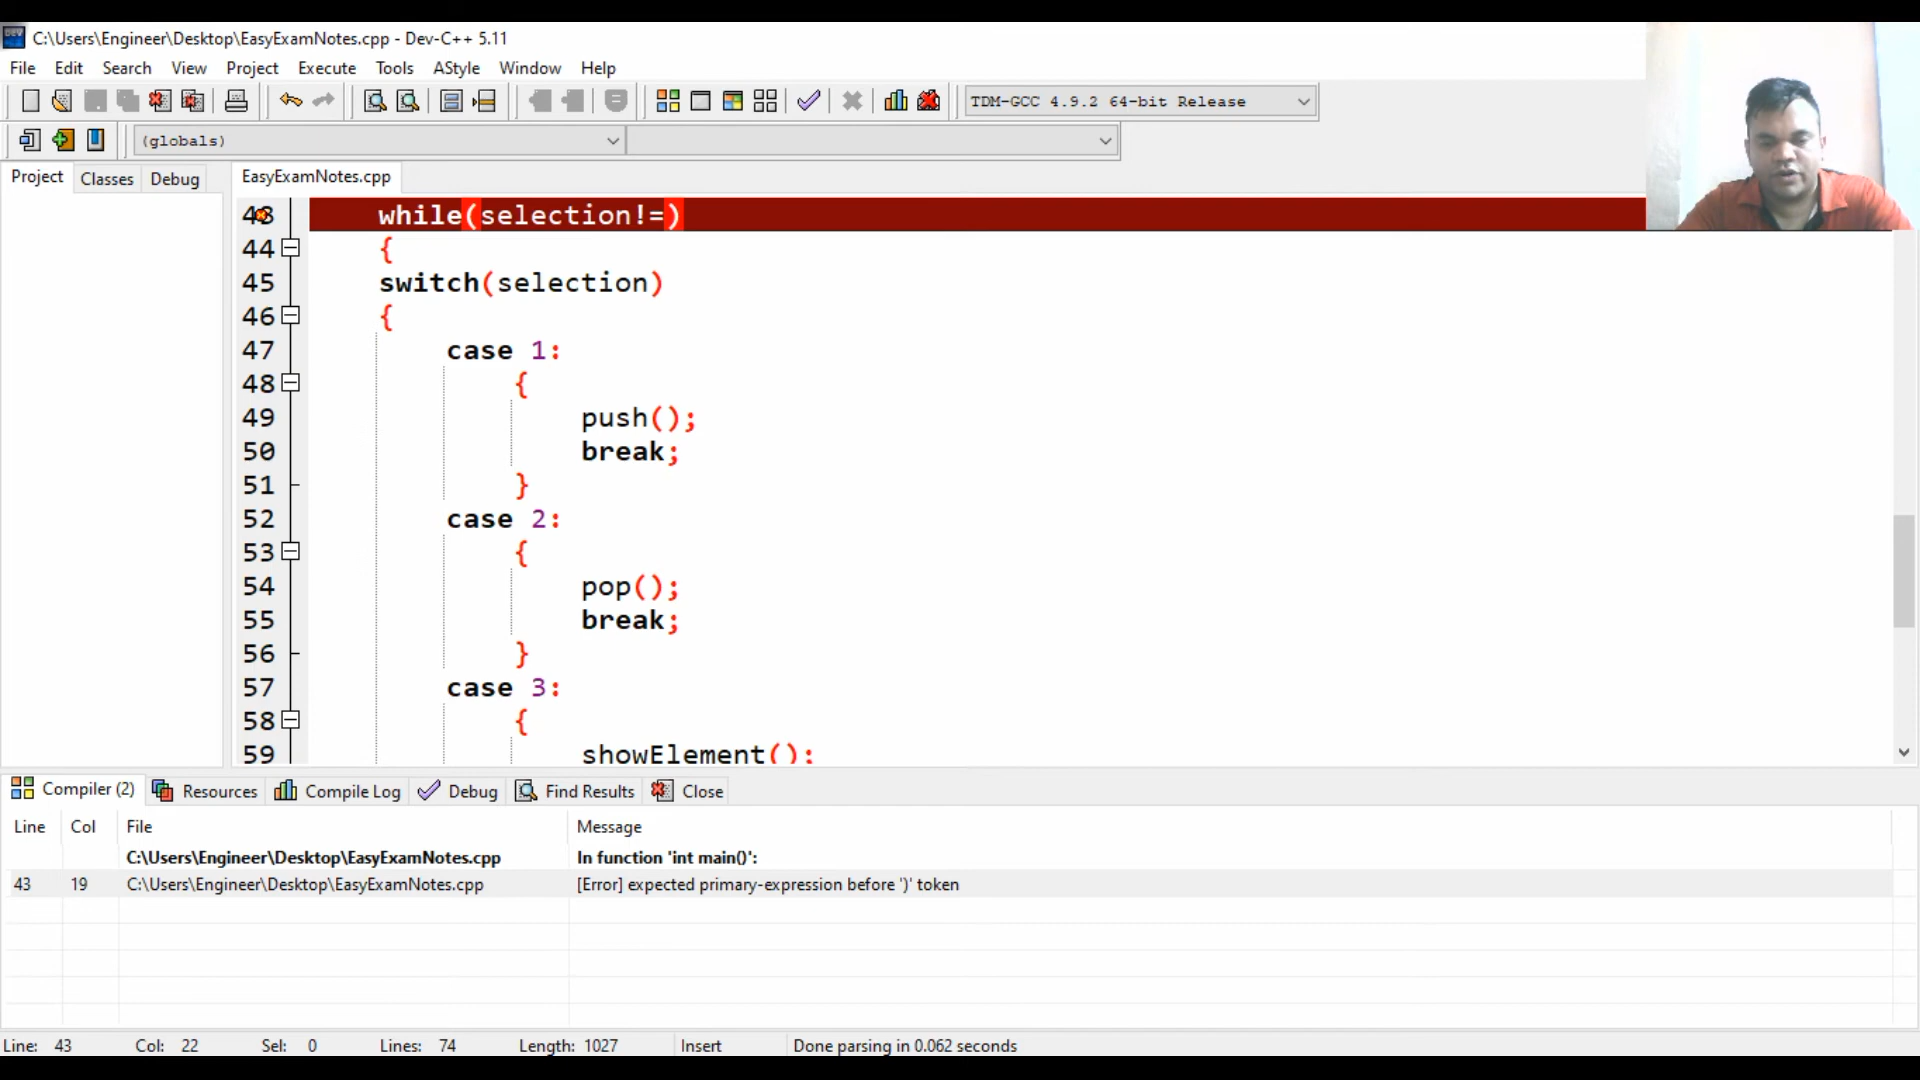 C:\Users\Engineer\Desktop\EasyExamNotes.cpp - Dev-C++ 5.11
File Edit Search View Project Execute Tools AStyle Window Help
TDM-GCC 4.9.2 64-bit Release
(globals)
Project Classes Debug EasyExamNotes.cpp
43 while(selection!=)
44 {
45 switch(selection)
46 {
47 case 1:
48 {
49 push();
50 break;
51 }
52 case 2:
53 {
54 pop();
55 break;
56 }
57 case 3:
58 {
59 showElement();
Compiler (2) Resources Compile Log Debug Find Results Close
Line Col File Message
C:\Users\Engineer\Desktop\EasyExamNotes.cpp In function 'int main()':
43 19 C:\Users\Engineer\Desktop\EasyExamNotes.cpp [Error] expected primary-expression before ')' token
Line: 43 Col: 22 Sel: 0 Lines: 74 Length: 1027 Insert Done parsing in 0.062 seconds